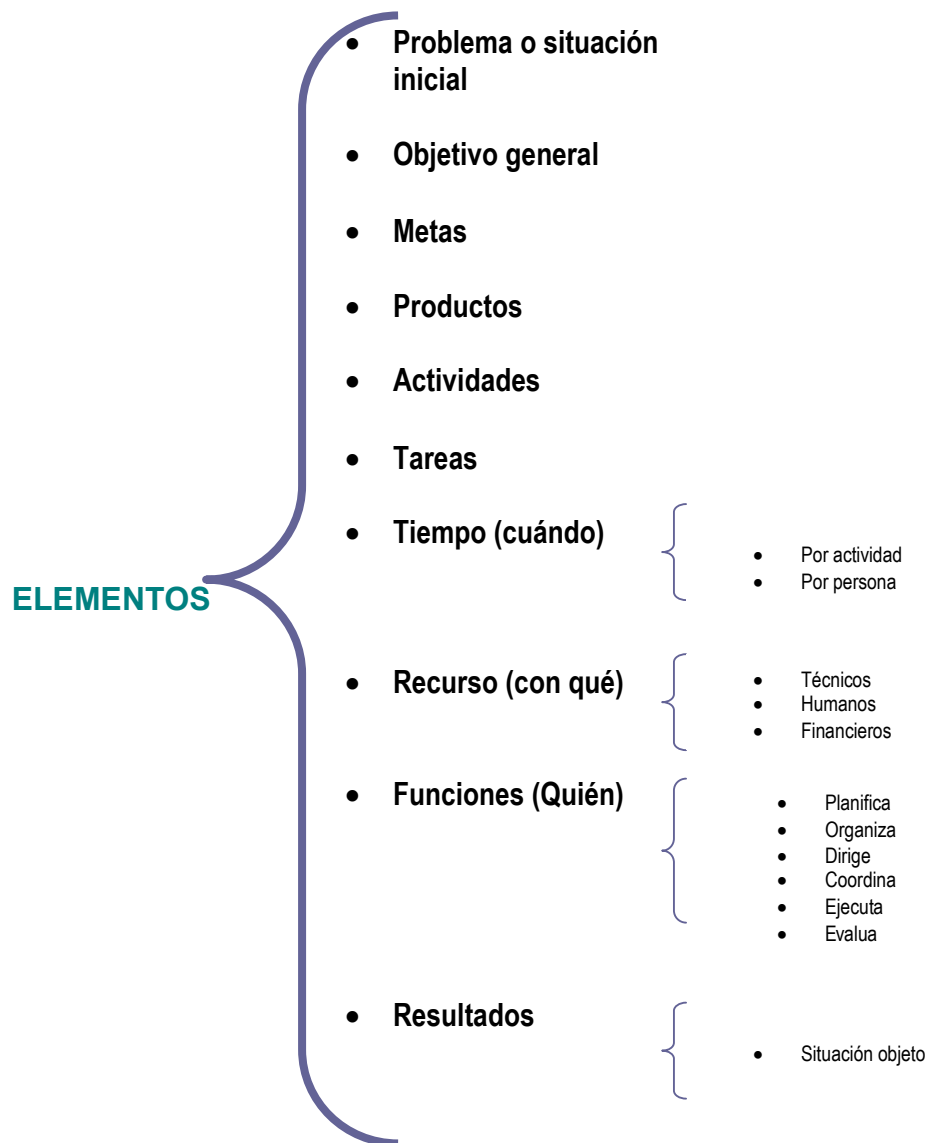 ELEMENTOS
• Problema o situación
inicial
• Objetivo general
• Metas
• Productos
• Actividades
• Tareas
• Tiempo (cuándo)
• Por actividad
• Por persona
• Recurso (con qué)
• Técnicos
• Humanos
• Financieros
• Funciones (Quién)
• Planifica
• Organiza
• Dirige
• Coordina
• Ejecuta
• Evalua
• Resultados
• Situación objeto